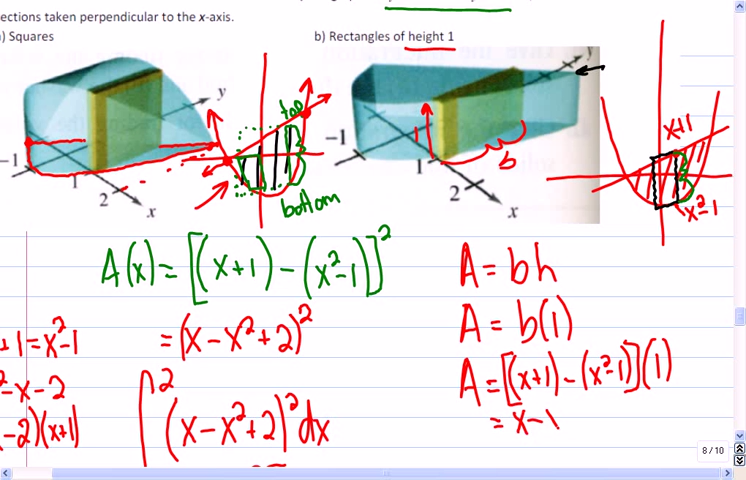 ections taken perpendicular to the x-axis.
) Squares
b) Rectangles of height 1
y
-1
1
2
x
top
bottom
-1
1
2
x
1
b
x+1
x²-1
A(x) = [(x+1) - (x²-1)]²
= (x-x²+2)²
+1=x²-1
²-x-2
-2)(x+1)
2
(x-x²+2)² dx
A = bh
A = b(1)
A = [(x+1) - (x²-1)](1)
= x-1
8 / 10